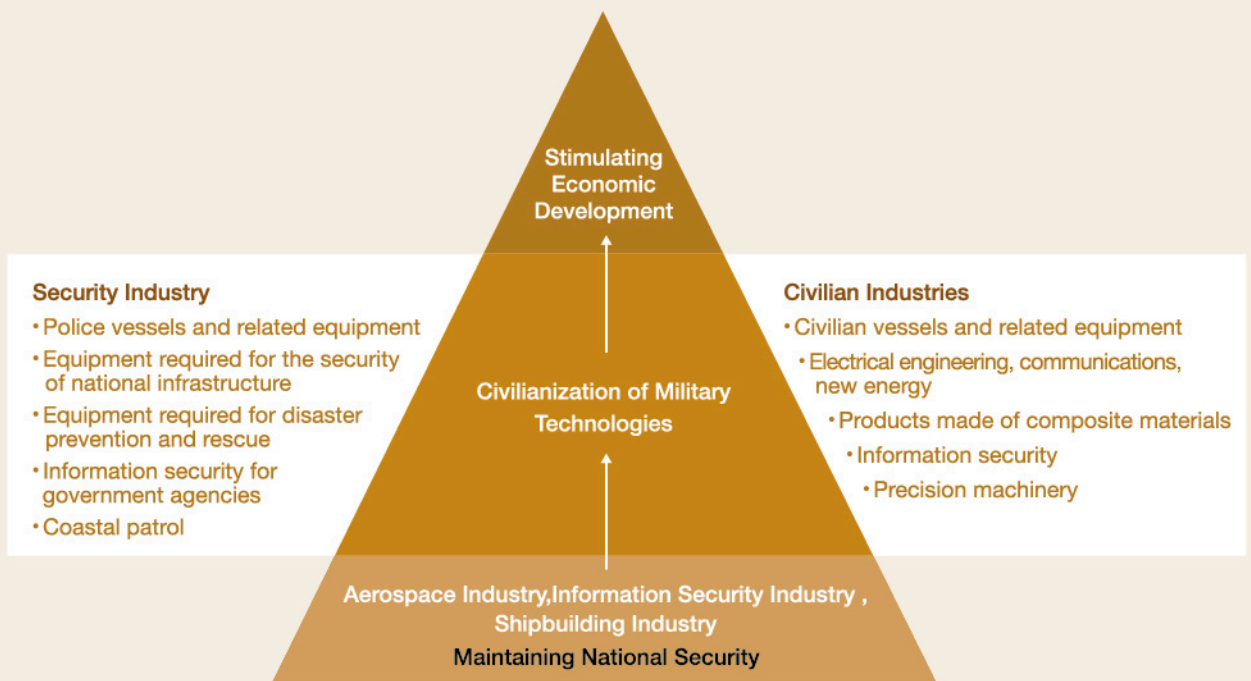 Stimulating
Economic
Development
Security Industry
• Police vessels and related equipment
• Equipment required for the security
of national infrastructure
• Equipment required for disaster
prevention and rescue
• Information security for
government agencies
• Coastal patrol
Civilianization of Military
Technologies
Civilian Industries
• Civilian vessels and related equipment
• Electrical engineering, communications,
new energy
• Products made of composite materials
• Information security
• Precision machinery
Aerospace Industry,Information Security Industry ,
Shipbuilding Industry
Maintaining National Security